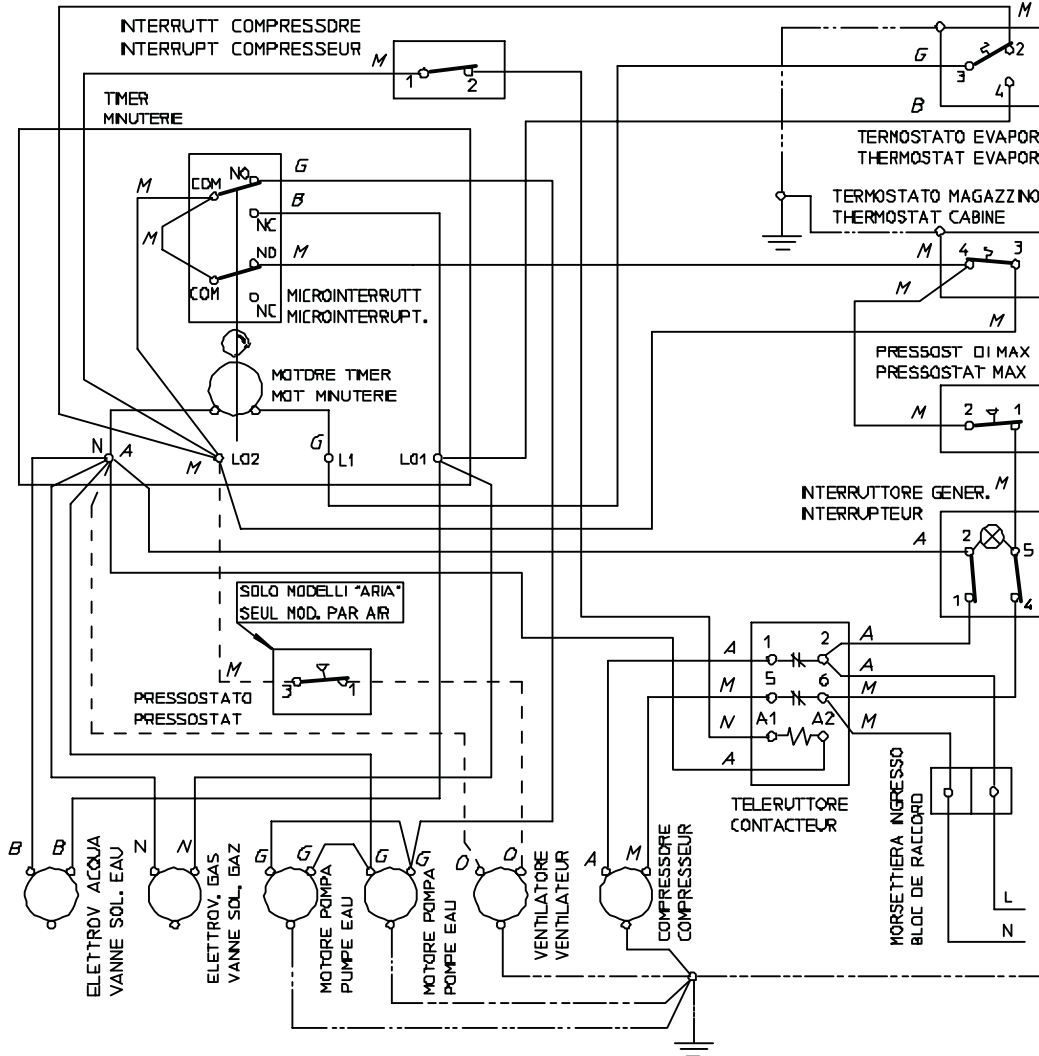 INTERRUTT COMPRESSORE
INTERRUPT COMPRESSEUR
M
1
2
M
2
G
3
4
B
TERMOSTATO EVAPOR
THERMOSTAT EVAPOR
TIMER
MINUTERIE
COM
NO
G
M
B
NC
M
NO
M
COM
NC
MICROINTERRUTT
MICROINTERRUPT.
TERMOSTATO MAGAZZINO
THERMOSTAT CABINE
M
4
3
M
M
MOTORE TIMER
MOT MINUTERIE
PRESSOST DI MAX
PRESSOSTAT MAX
M
2
1
N
A
M
LO2
G
L1
LO1
M
INTERRUTTORE GENER.
INTERRUPTEUR
A
2
5
1
4
SOLO MODELLI "ARIA"
SEUL MOD. PAR AIR
M
3
1
PRESSOSTATO
PRESSOSTAT
A
1
2
A
A
M
5
6
M
N
A1
A2
M
A
TELERUTTORE
CONTACTEUR
MORSETTIERA INGRESSO
BLOC DE RACCORD
L
N
B
B
N
N
G
G
G
G
O
O
A
M
ELETTROV ACQUA
VANNE SOL. EAU
ELETTROV. GAS
VANNE SOL. GAZ
MOTORE POMPA
PUMPE EAU
MOTORE POMPA
POMPE EAU
VENTILATORE
VENTILATEUR
COMPRESSORE
COMPRESSEUR